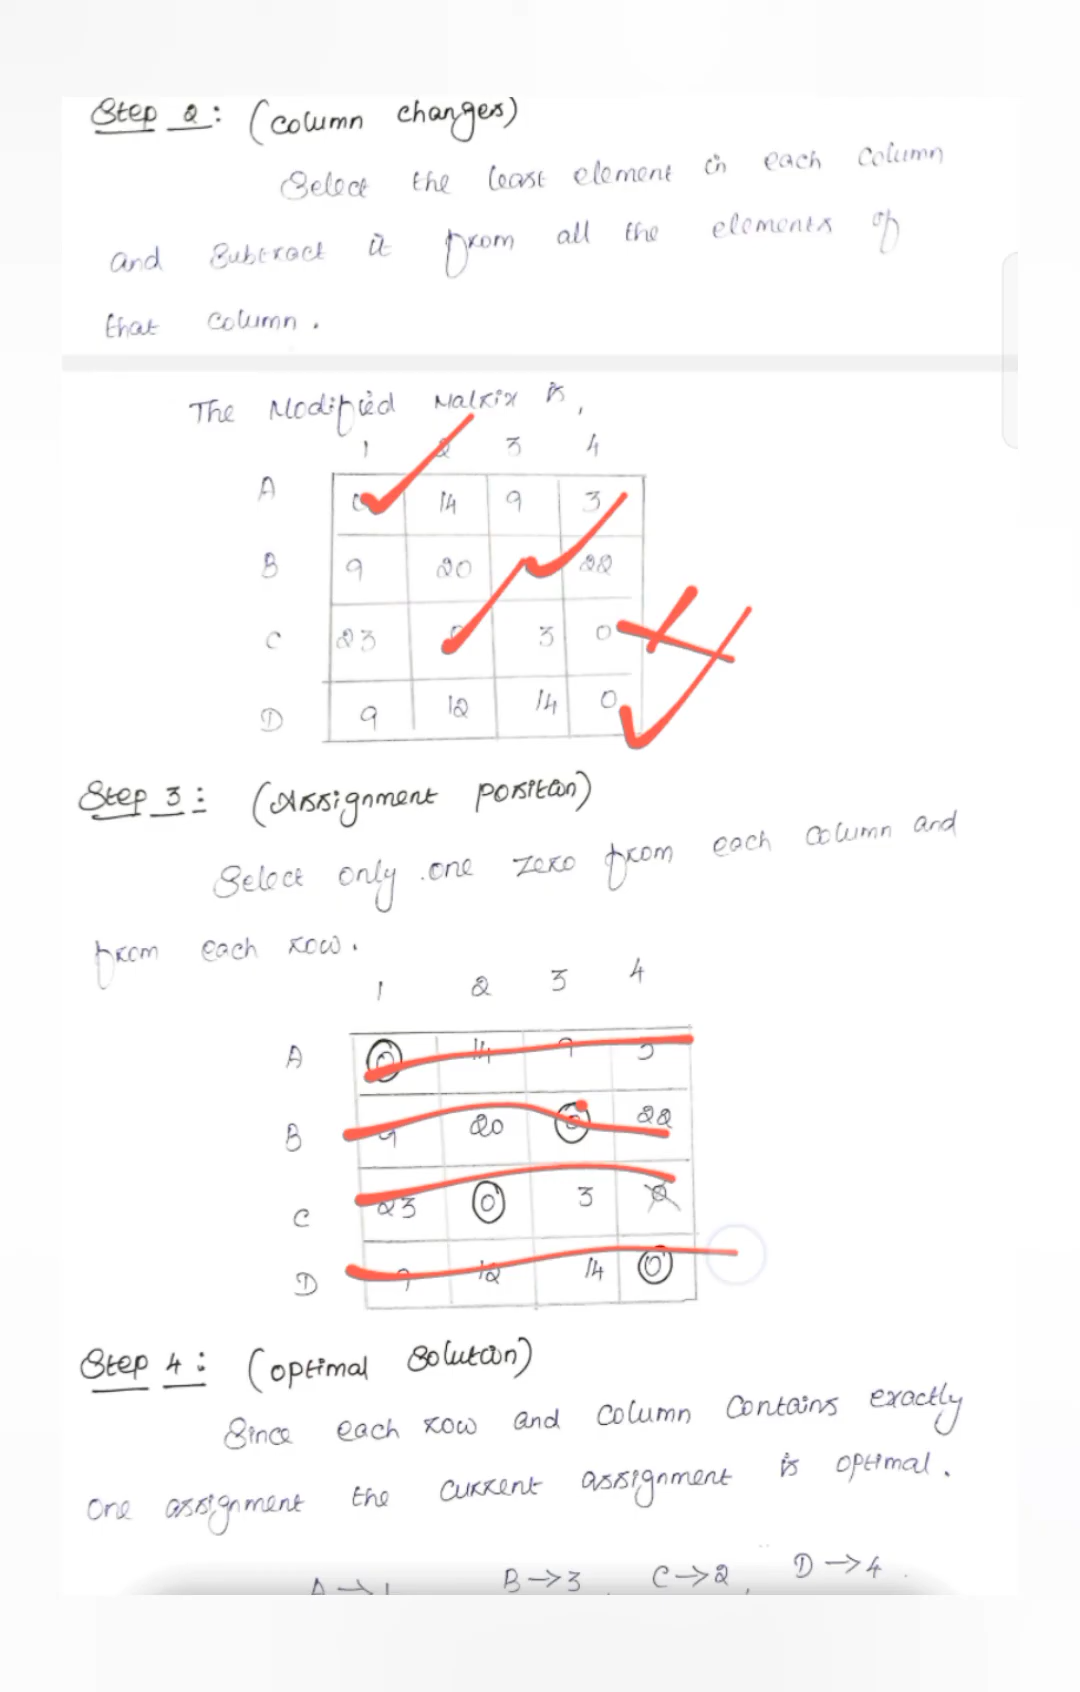 Step 2: (Column changes)
Select the least element in each column
and Subtract it from all the elements of
that column.
The Modified Matrix is,
1 2 3 4
A 0 14 9 3
B 9 20 22
C 23 0 3 0
D 9 12 14 0
Step 3: (Assignment position)
Select only one zero from each column and
from each row.
1 2 3 4
A 0 14 9 3
B 9 20 0 22
C 23 0 3 0
D 9 12 14 0
Step 4: (optimal Solution)
Since each row and column Contains exactly
one assignment the current assignment is optimal.
A→1 B→3, C→2, D→4.